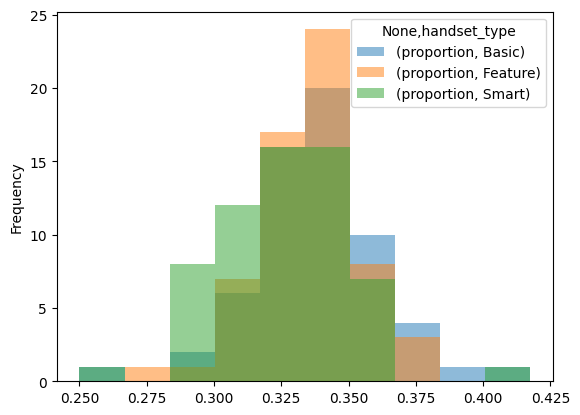 None,handset_type
(proportion, Basic)
(proportion, Feature)
(proportion, Smart)
Frequency
25
20
15
10
5
0
0.250 0.275 0.300 0.325 0.350 0.375 0.400 0.425